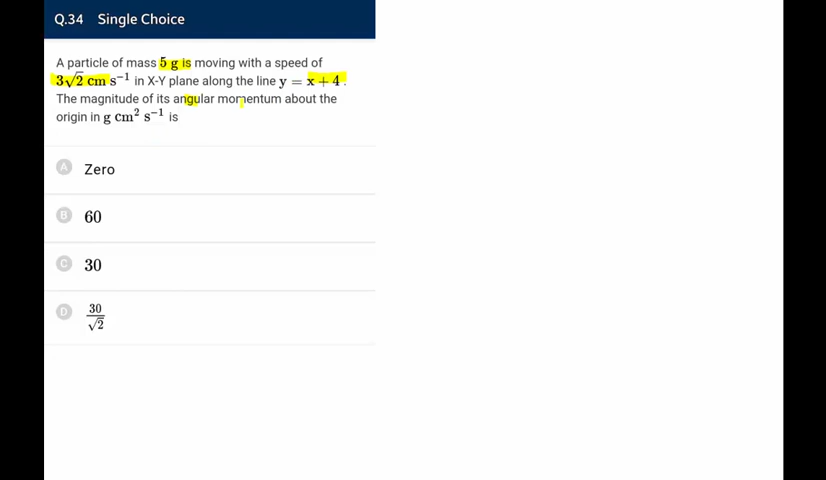 Q.34 Single Choice
A particle of mass 5 g is moving with a speed of
3√2 cm s⁻¹ in X-Y plane along the line y = x + 4 .
The magnitude of its angular momentum about the
origin in g cm² s⁻¹ is
A Zero
B 60
C 30
D 30/√2